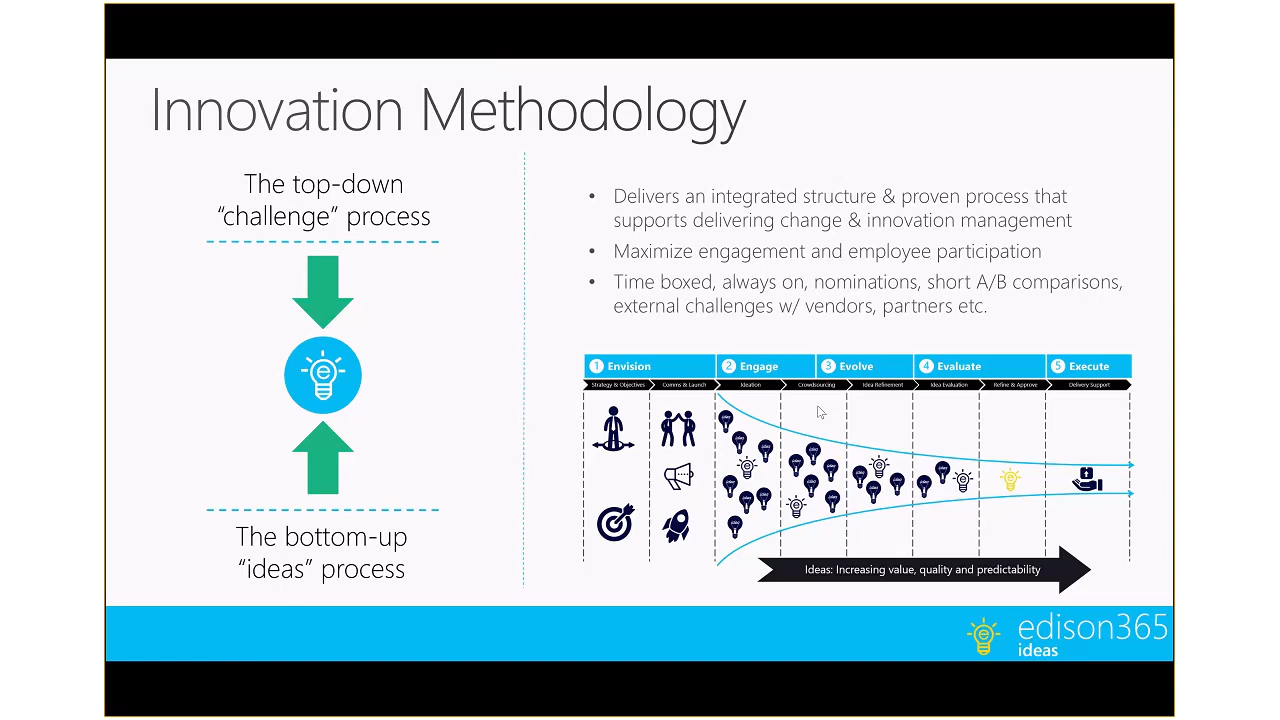 Innovation Methodology
The top-down
“challenge” process
The bottom-up
“ideas” process
• Delivers an integrated structure & proven process that
supports delivering change & innovation management
• Maximize engagement and employee participation
• Time boxed, always on, nominations, short A/B comparisons,
external challenges w/ vendors, partners etc.
1 Envision 2 Engage 3 Evolve 4 Evaluate 5 Execute
Strategy & Objectives Comms & Launch Ideation Crowdsourcing Idea Refinement Idea Evaluation Refine & Approve Delivery Support
Ideas: Increasing value, quality and predictability
edison365
ideas